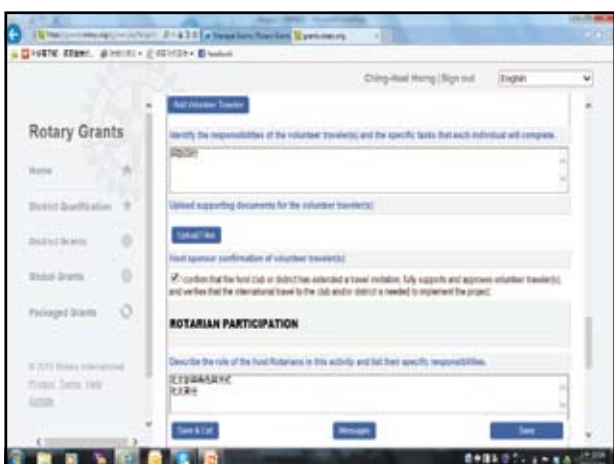 Ching-Huei Horng | Sign out
English
Rotary Grants
Home
District Qualification
District Grants
Global Grants
Packaged Grants
Add Volunteer Traveler
Identify the responsibilities of the volunteer traveler(s) and the specific tasks that each individual will complete.
Upload supporting documents for the volunteer traveler(s)
Upload Files
Host sponsor confirmation of volunteer traveler(s)
I confirm that the host club or district has extended a travel invitation, fully supports and approves volunteer traveler(s), and verifies that the international travel to the club and/or district is needed to implement the project.
ROTARIAN PARTICIPATION
Describe the role of the host Rotarians in this activity and list their specific responsibilities.
Save & Exit
Messages
Save
Rotary International
Privacy Terms Help